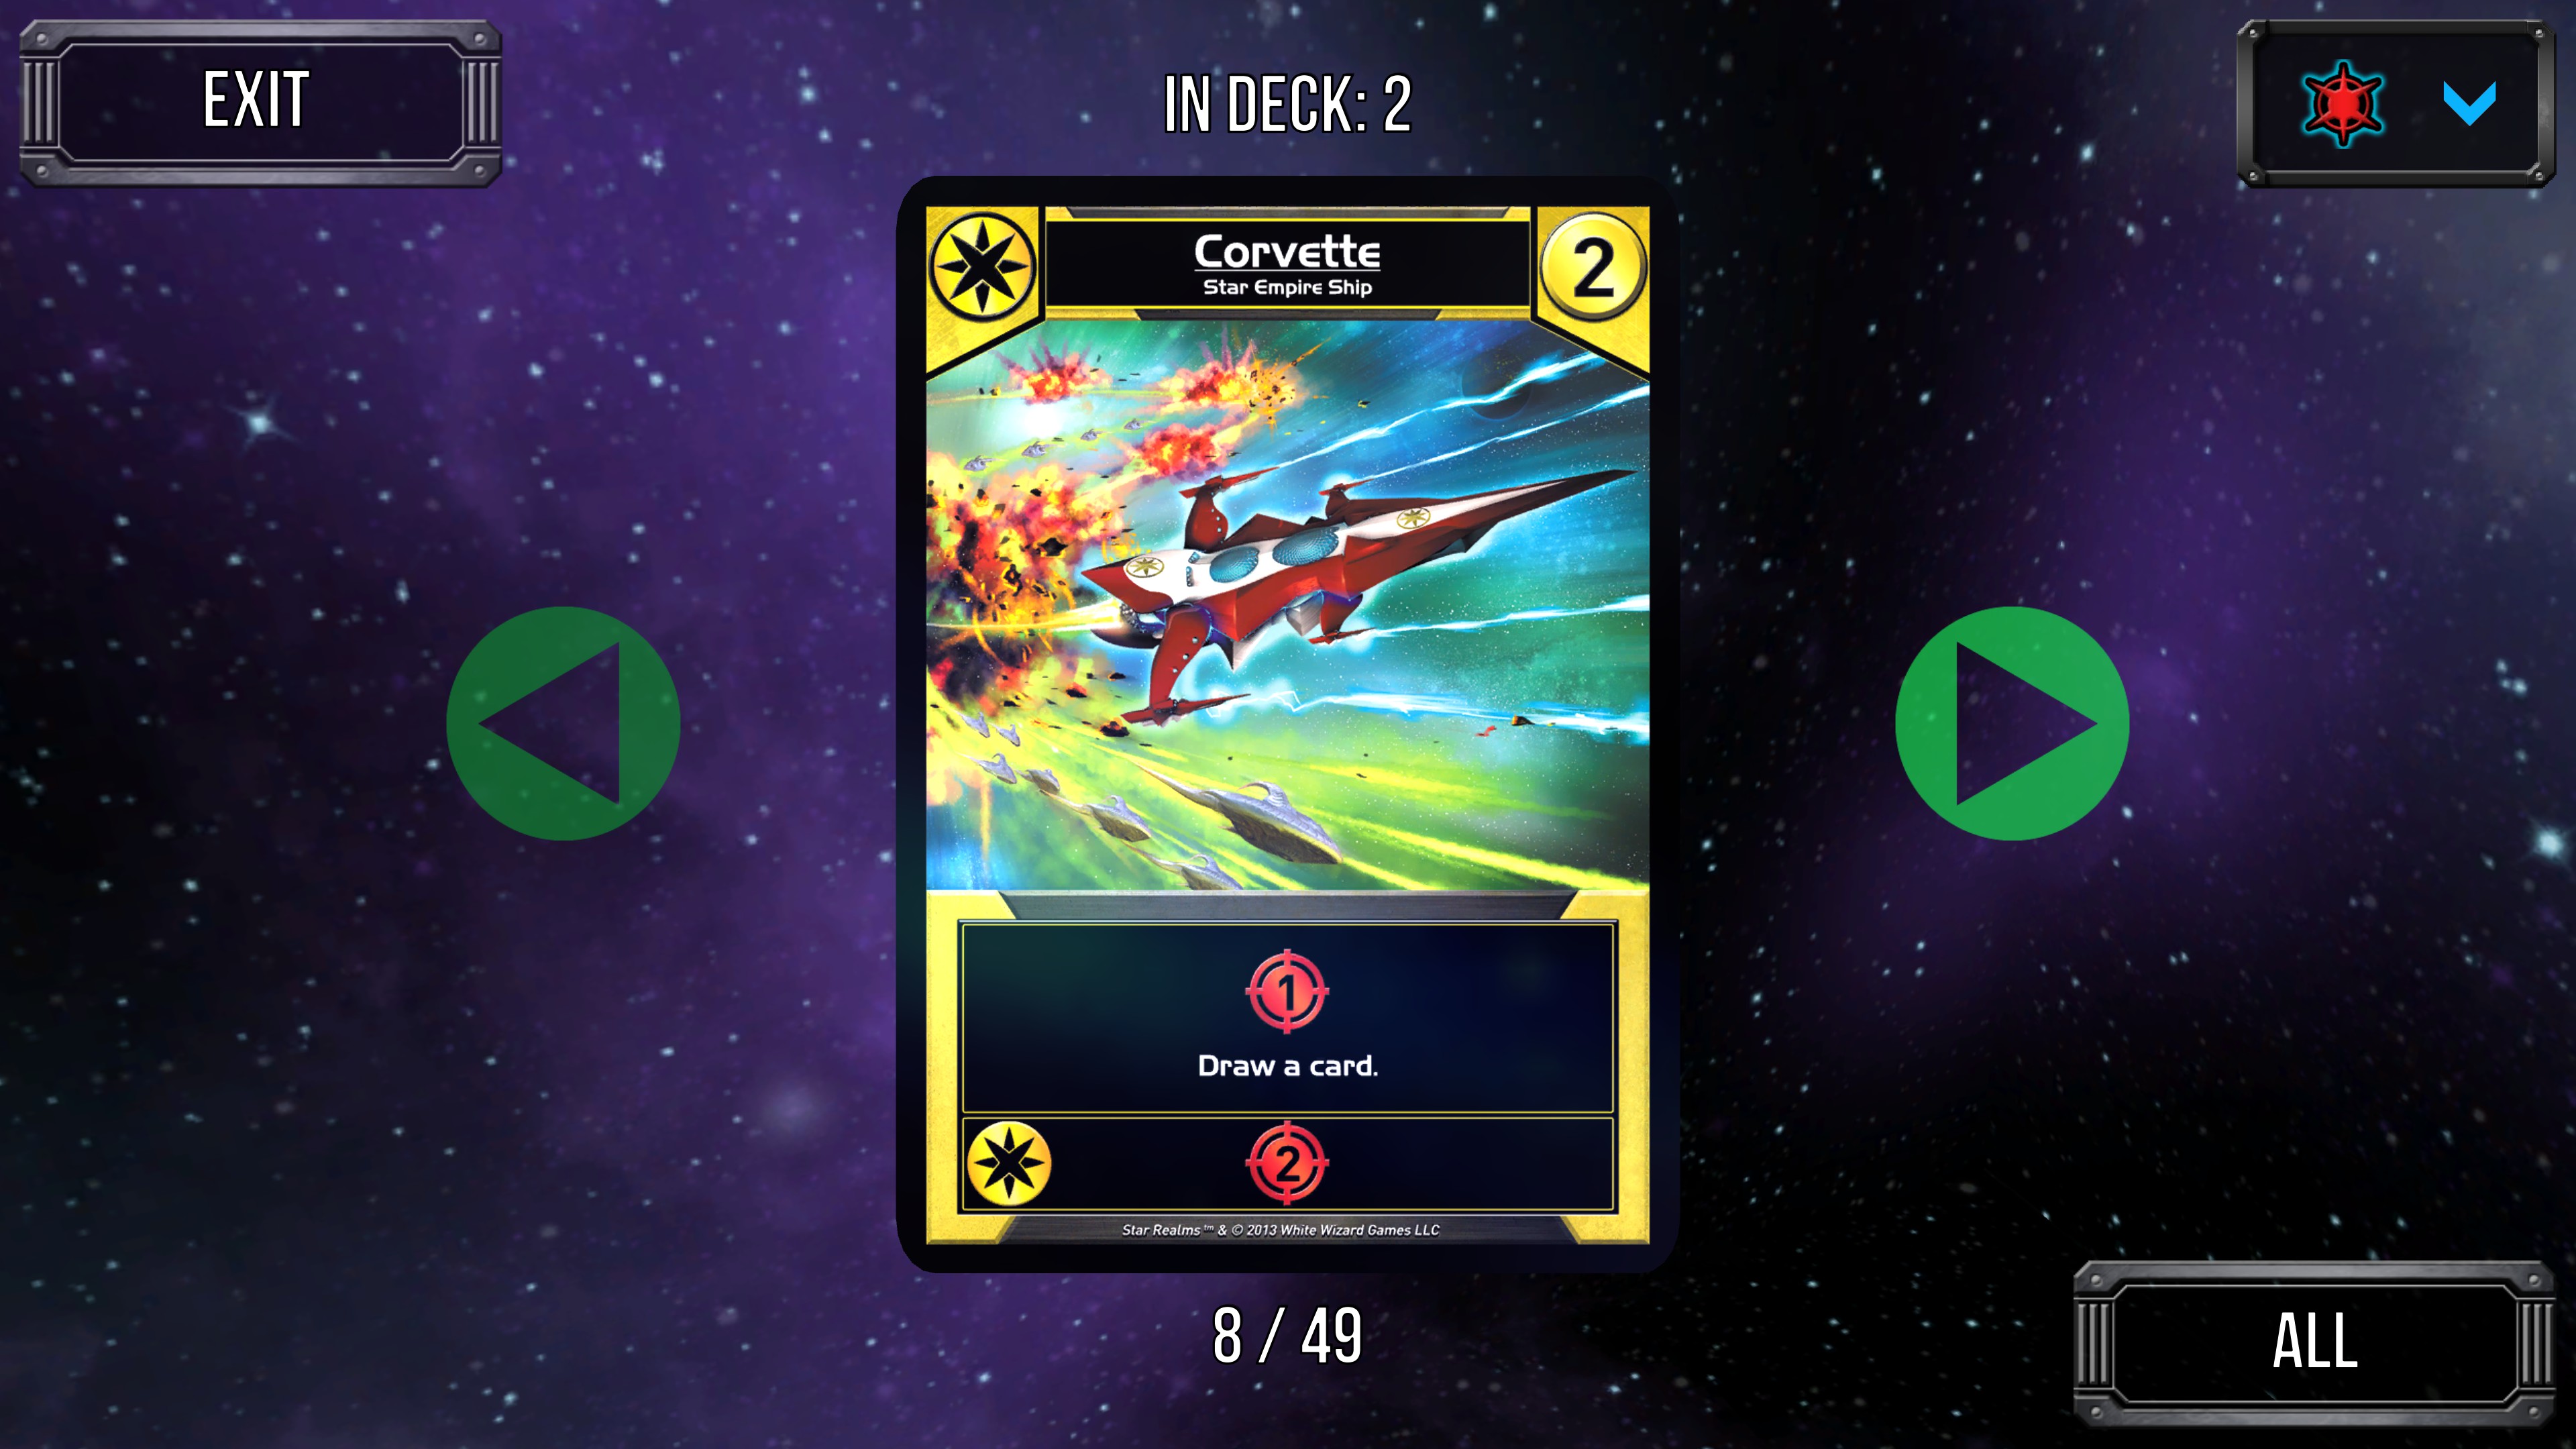 EXIT
IN DECK: 2
Corvette
Star Empire Ship
2
1
Draw a card.
2
Star Realms™ & © 2013 White Wizard Games LLC
8 / 49
ALL